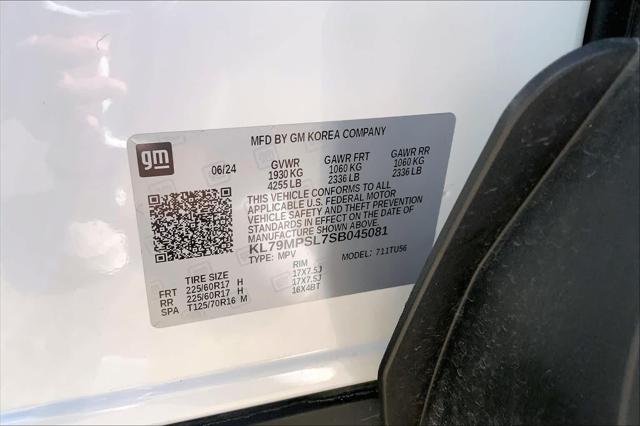 MFD BY GM KOREA COMPANY
gm
06/24
GVWR GAWR FRT GAWR RR
1930 KG 1060 KG 1060 KG
4255 LB 2336 LB 2336 LB
THIS VEHICLE CONFORMS TO ALL
APPLICABLE U.S. FEDERAL MOTOR
VEHICLE SAFETY AND THEFT PREVENTION
STANDARDS IN EFFECT ON THE DATE OF
MANUFACTURE SHOWN ABOVE.
KL79MPSL7SB045081
TYPE: MPV MODEL: 711TU56
TIRE SIZE RIM
FRT 225/60R17 H 17X7.5J
RR 225/60R17 H 17X7.5J
SPA T125/70R16 M 16X4BT